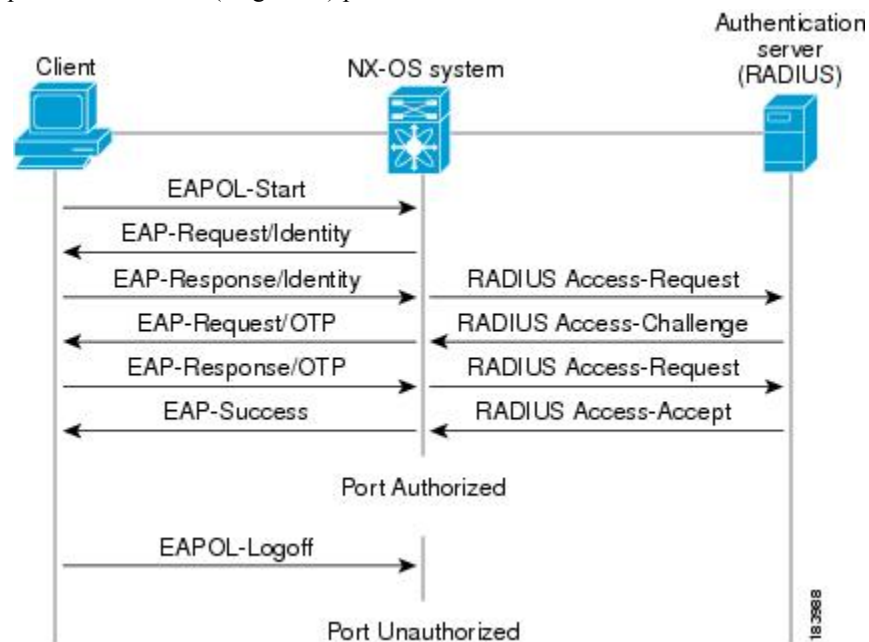 Authentication
server
(RADIUS)
Client
NX-OS system
EAPOL-Start
EAP-Request/Identity
EAP-Response/Identity
RADIUS Access-Request
EAP-Request/OTP
RADIUS Access-Challenge
EAP-Response/OTP
RADIUS Access-Request
EAP-Success
RADIUS Access-Accept
Port Authorized
EAPOL-Logoff
Port Unauthorized
183988